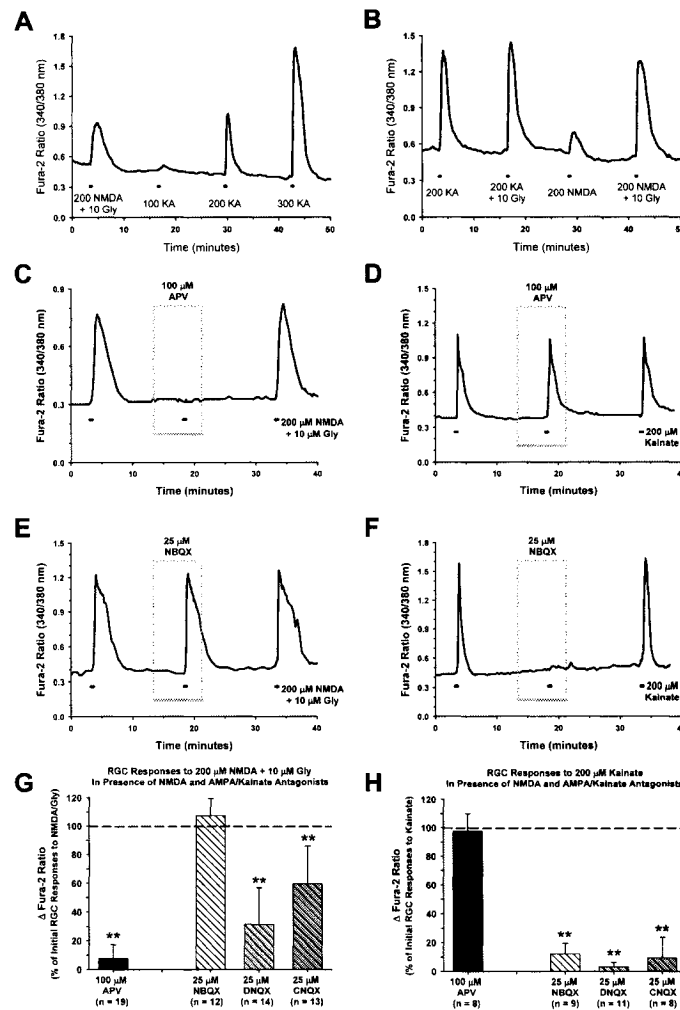 A
Fura-2 Ratio (340/380 nm)
1.8
1.5
1.2
0.9
0.6
0.3
0.0
200 NMDA
+ 10 Gly
100 KA
200 KA
300 KA
0 10 20 30 40 50
Time (minutes)
B
Fura-2 Ratio (340/380 nm)
1.8
1.5
1.2
0.9
0.6
0.3
0.0
200 KA
200 KA
+ 10 Gly
200 NMDA
200 NMDA
+ 10 Gly
0 10 20 30 40 50
Time (minutes)
C
100 µM
APV
Fura-2 Ratio (340/380 nm)
0.9
0.6
0.3
0.0
200 µM NMDA
+ 10 µM Gly
0 10 20 30 40
Time (minutes)
D
100 µM
APV
Fura-2 Ratio (340/380 nm)
1.5
1.2
0.9
0.6
0.3
0.0
200 µM
Kainate
0 10 20 30 40
Time (minutes)
E
25 µM
NBQX
Fura-2 Ratio (340/380 nm)
1.5
1.2
0.9
0.6
0.3
0.0
200 µM NMDA
+ 10 µM Gly
0 10 20 30 40
Time (minutes)
F
25 µM
NBQX
Fura-2 Ratio (340/380 nm)
1.8
1.5
1.2
0.9
0.6
0.3
0.0
200 µM
Kainate
0 10 20 30 40
Time (minutes)
G
RGC Responses to 200 µM NMDA + 10 µM Gly
In Presence of NMDA and AMPA/Kainate Antagonists
Δ Fura-2 Ratio
(% of Initial RGC Responses to NMDA/Gly)
120
100
80
60
40
20
0
**
**
**
100 µM
APV
(n = 19)
25 µM
NBQX
(n = 12)
25 µM
DNQX
(n = 14)
25 µM
CNQX
(n = 13)
H
RGC Responses to 200 µM Kainate
In Presence of NMDA and AMPA/Kainate Antagonists
Δ Fura-2 Ratio
(% of Initial RGC Responses to Kainate)
120
100
80
60
40
20
0
**
**
**
100 µM
APV
(n = 8)
25 µM
NBQX
(n = 9)
25 µM
DNQX
(n = 11)
25 µM
CNQX
(n = 8)